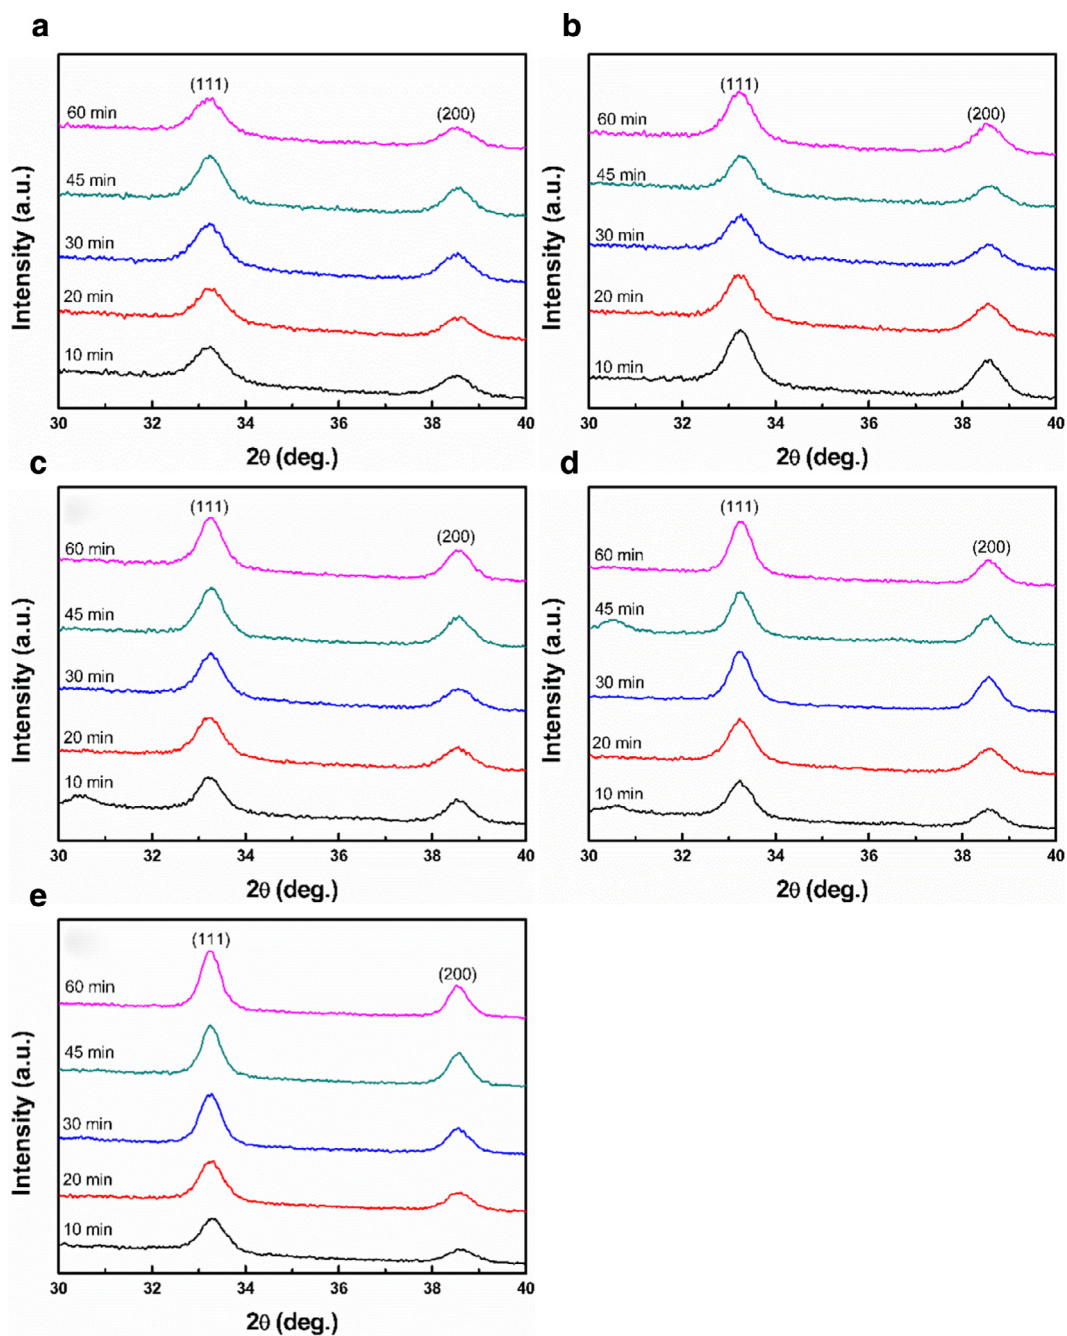 a
(111)
(200)
60 min
45 min
30 min
20 min
10 min
Intensity (a.u.)
30 32 34 36 38 40
2θ (deg.)
b
(111)
(200)
60 min
45 min
30 min
20 min
10 min
Intensity (a.u.)
30 32 34 36 38 40
2θ (deg.)
c
(111)
(200)
60 min
45 min
30 min
20 min
10 min
Intensity (a.u.)
30 32 34 36 38 40
2θ (deg.)
d
(111)
(200)
60 min
45 min
30 min
20 min
10 min
Intensity (a.u.)
30 32 34 36 38 40
2θ (deg.)
e
(111)
(200)
60 min
45 min
30 min
20 min
10 min
Intensity (a.u.)
30 32 34 36 38 40
2θ (deg.)